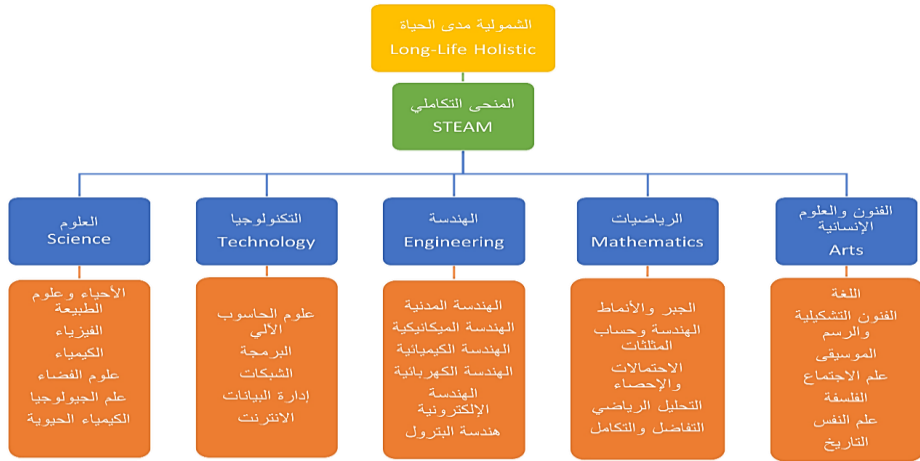 الشمولية مدى الحياة
Long-Life Holistic
المنحى التكاملي
STEAM
العلوم
Science
التكنولوجيا
Technology
الهندسة
Engineering
الرياضيات
Mathematics
الفنون والعلوم
الإنسانية
Arts
الأحياء وعلوم
الطبيعة
الفيزياء
الكيمياء
علوم الفضاء
علم الجيولوجيا
الكيمياء الحيوية
علوم الحاسوب
الألي
البرمجة
الشبكات
إدارة البيانات
الانترنت
الهندسة المدنية
الهندسة الميكانيكية
الهندسة الكيميائية
الهندسة الكهربائية
الهندسة
الإلكترونية
هندسة البترول
الجبر والأنماط
الهندسة وحساب
المثلثات
الاحتمالات
والإحصاء
التحليل الرياضي
التفاضل والتكامل
اللغة
الفنون التشكيلية
والرسم
الموسيقى
علم الاجتماع
الفلسفة
علم النفس
التاريخ